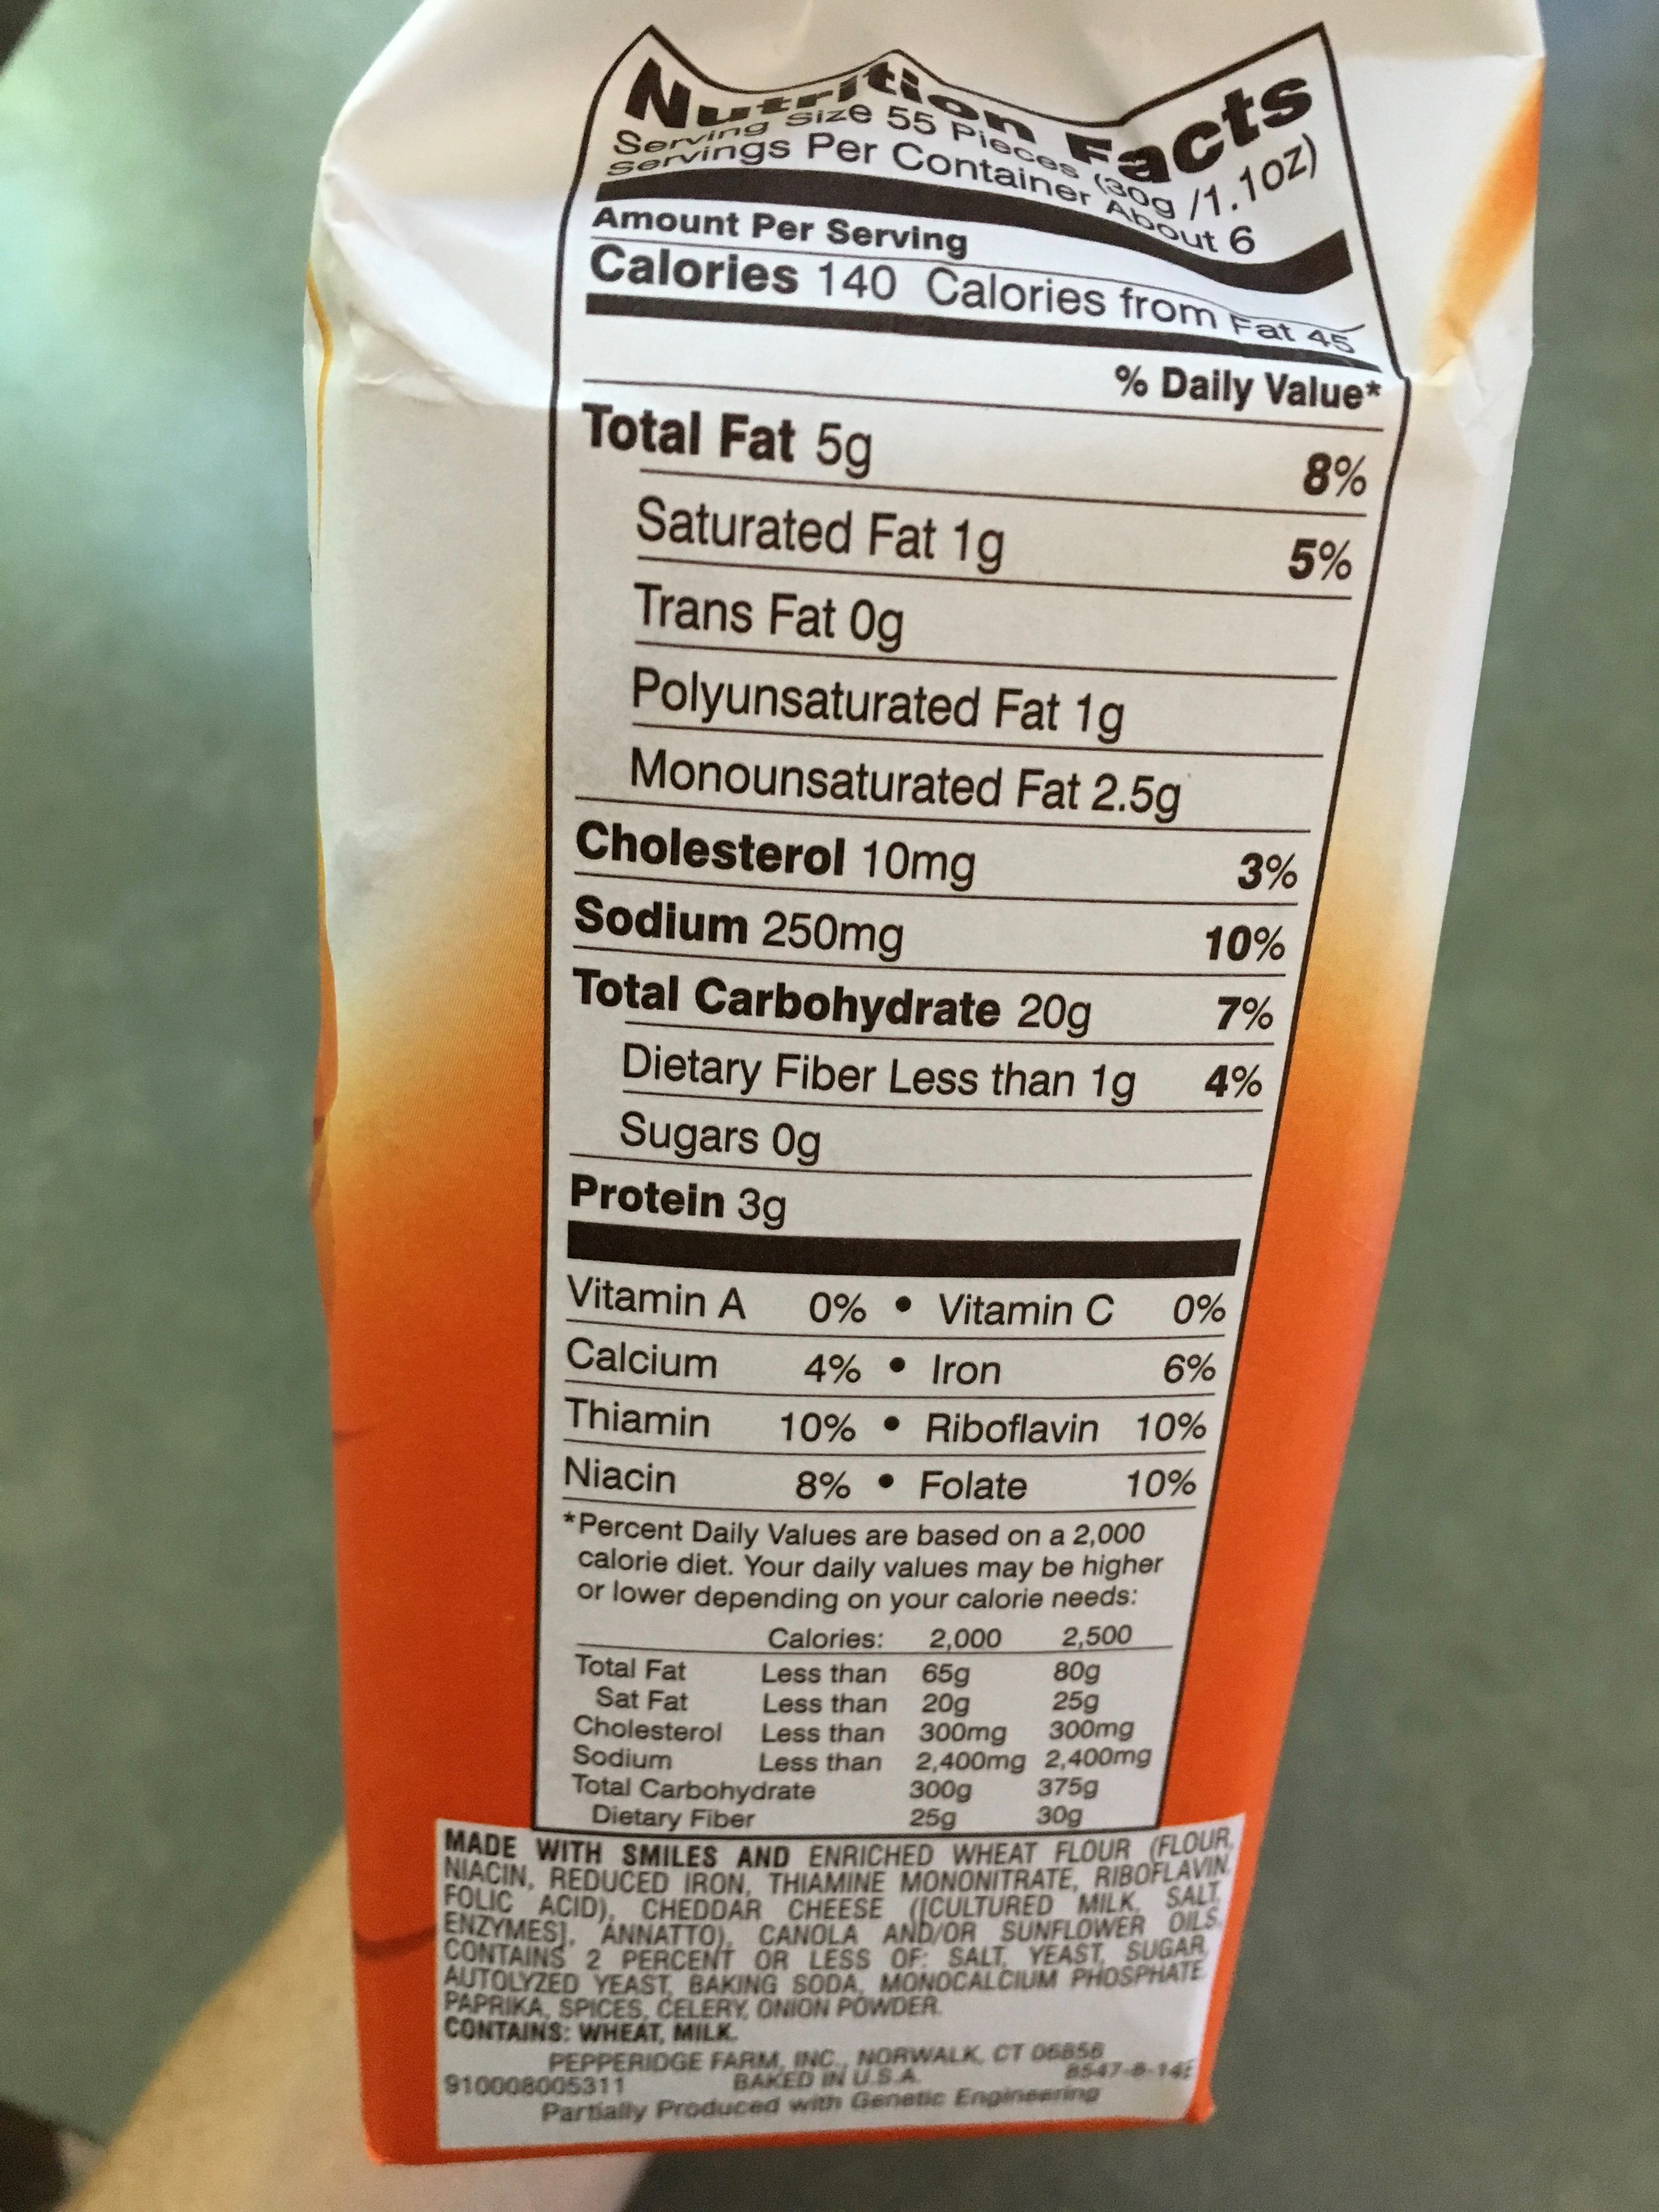 Nutrition Facts
Serving Size 55 Pieces (30g /1.1oz)
Servings Per Container About 6
Amount Per Serving
Calories 140 Calories from Fat 45
% Daily Value*
Total Fat 5g 8%
Saturated Fat 1g 5%
Trans Fat 0g
Polyunsaturated Fat 1g
Monounsaturated Fat 2.5g
Cholesterol 10mg 3%
Sodium 250mg 10%
Total Carbohydrate 20g 7%
Dietary Fiber Less than 1g 4%
Sugars 0g
Protein 3g
Vitamin A 0% • Vitamin C 0%
Calcium 4% • Iron 6%
Thiamin 10% • Riboflavin 10%
Niacin 8% • Folate 10%
*Percent Daily Values are based on a 2,000
calorie diet. Your daily values may be higher
or lower depending on your calorie needs:
Calories: 2,000 2,500
Total Fat Less than 65g 80g
Sat Fat Less than 20g 25g
Cholesterol Less than 300mg 300mg
Sodium Less than 2,400mg 2,400mg
Total Carbohydrate 300g 375g
Dietary Fiber 25g 30g
MADE WITH SMILES AND ENRICHED WHEAT FLOUR (FLOUR,
NIACIN, REDUCED IRON, THIAMINE MONONITRATE, RIBOFLAVIN,
FOLIC ACID), CHEDDAR CHEESE ([CULTURED MILK, SALT,
ENZYMES], ANNATTO), CANOLA AND/OR SUNFLOWER OILS,
CONTAINS 2 PERCENT OR LESS OF: SALT, YEAST, SUGAR,
AUTOLYZED YEAST, BAKING SODA, MONOCALCIUM PHOSPHATE,
PAPRIKA, SPICES, CELERY, ONION POWDER.
CONTAINS: WHEAT, MILK.
PEPPERIDGE FARM, INC., NORWALK, CT 06856
910008005311 BAKED IN U.S.A.
Partially Produced with Genetic Engineering